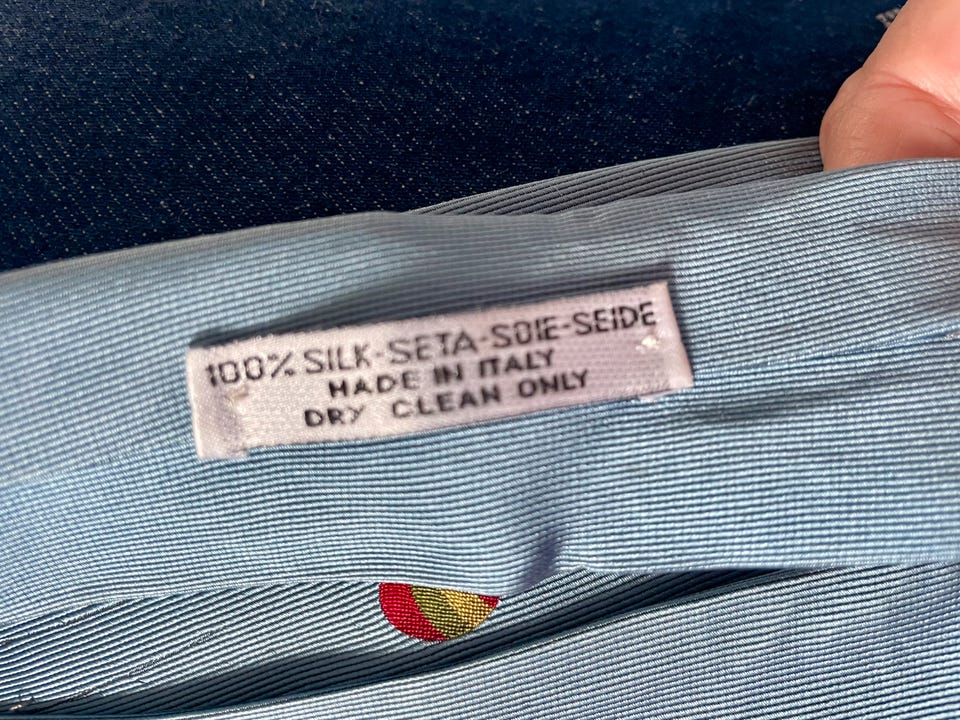 100% SILK-SETA-SOIE-SEIDE
MADE IN ITALY
DRY CLEAN ONLY